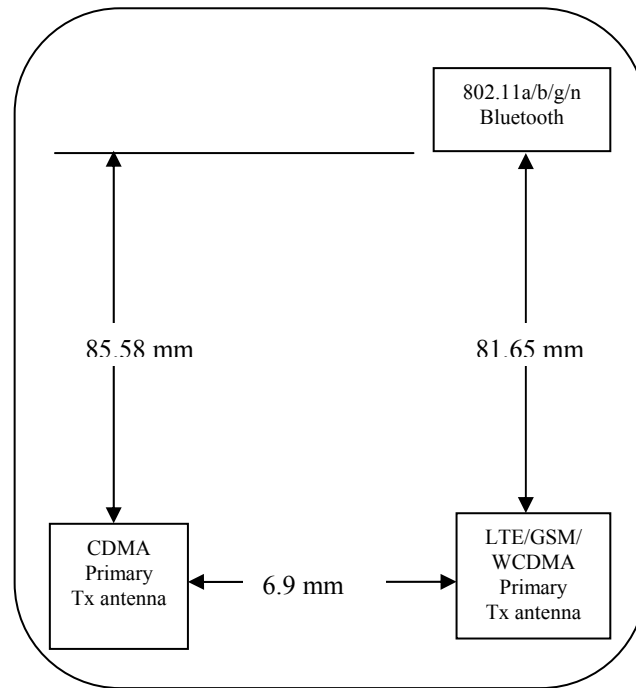 802.11a/b/g/n
Bluetooth
85.58 mm
81.65 mm
CDMA
Primary
Tx antenna
6.9 mm
LTE/GSM/
WCDMA
Primary
Tx antenna